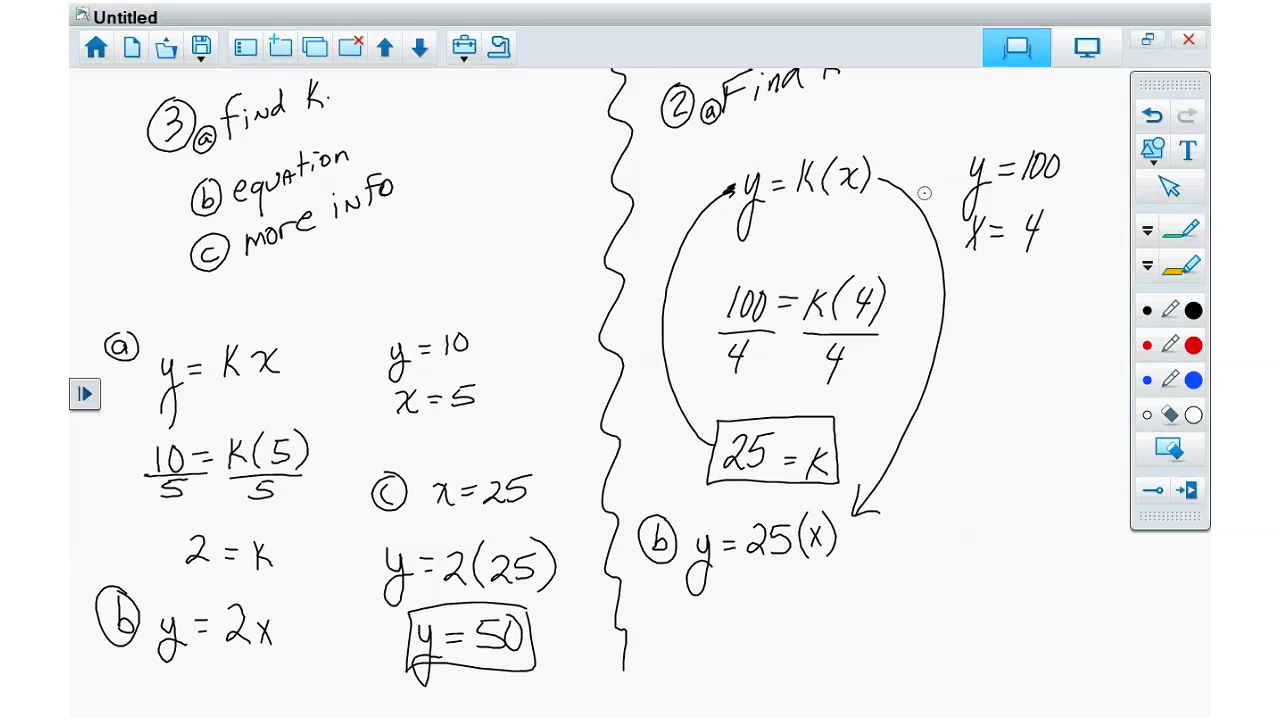 Untitled
③ ⓐ find K.
ⓑ equation
ⓒ more info
ⓐ
y = K x
y = 10
x = 5
10 = K(5)
5 5
2 = K
ⓑ y = 2x
ⓒ x = 25
y = 2(25)
y = 50
② ⓐ Find K
y = K(x)
y = 100
x = 4
100 = K(4)
4 4
25 = K
ⓑ y = 25(x)
T